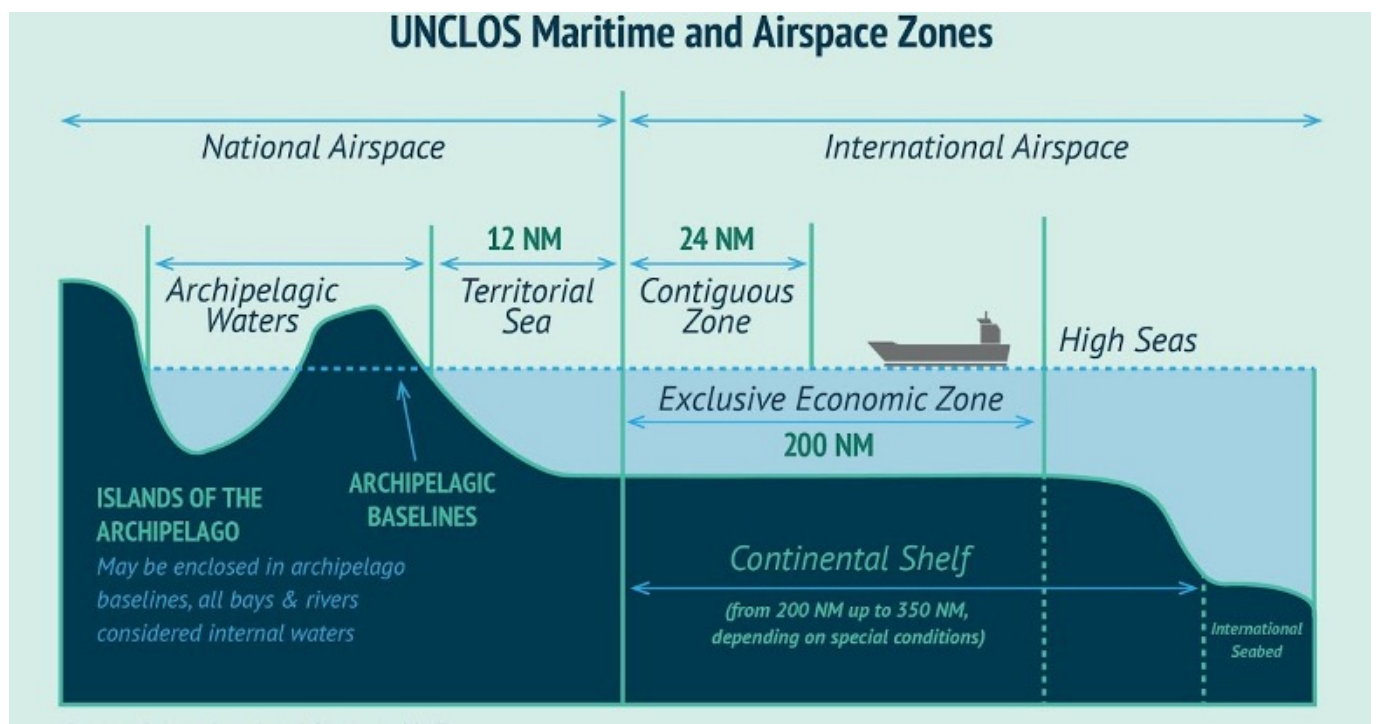 UNCLOS Maritime and Airspace Zones
National Airspace
International Airspace
12 NM
24 NM
Archipelagic
Waters
Territorial
Sea
Contiguous
Zone
High Seas
Exclusive Economic Zone
200 NM
ARCHIPELAGIC
BASELINES
ISLANDS OF THE
ARCHIPELAGO
May be enclosed in archipelago
baselines, all bays & rivers
considered internal waters
Continental Shelf
(from 200 NM up to 350 NM,
depending on special conditions)
International
Seabed